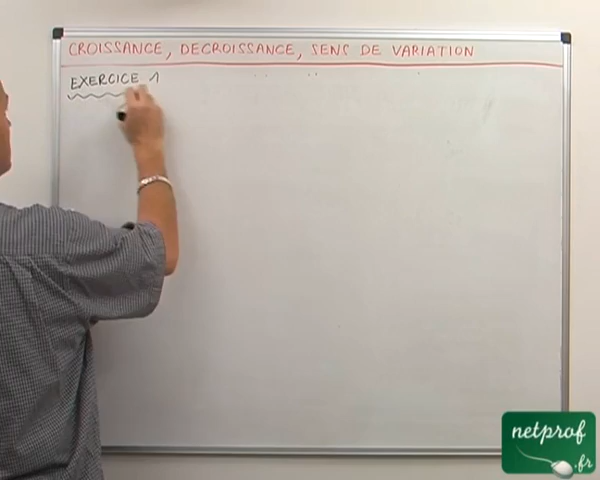 CROISSANCE, DECROISSANCE, SENS DE VARIATION
EXERCICE 1
netprof
.fr